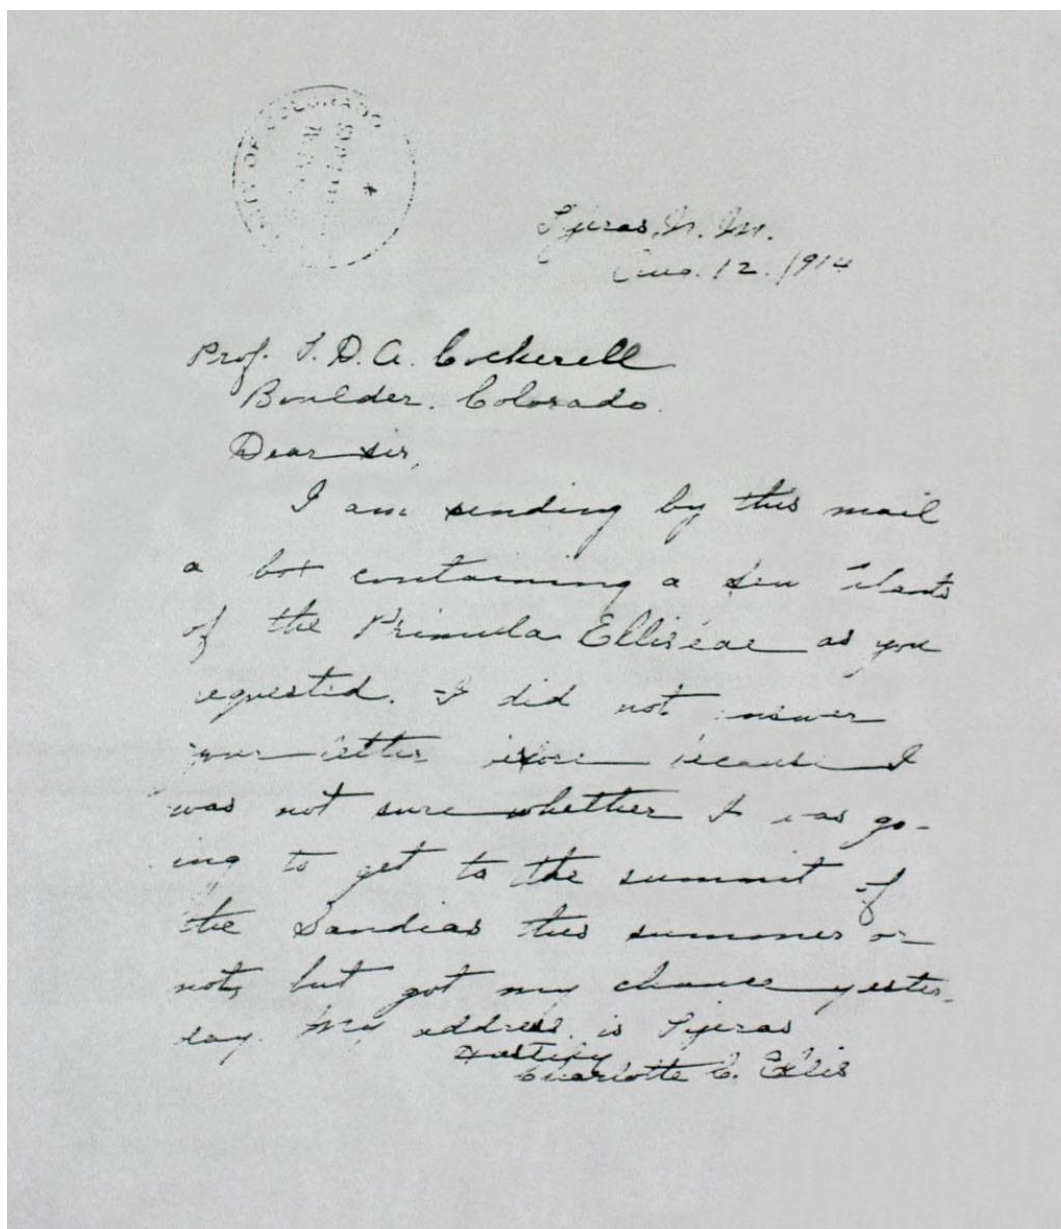 Tijeras, N. M.
Aug. 12. 1914
Prof. T. D. A. Cockerell
Boulder. Colorado.
Dear Sir,
I am sending by this mail
a box containing a few plants
of the Primula Elliseae as you
requested. I did not answer
your letter before because I
was not sure whether I was go-
ing to get to the summit of
the Sandias this summer or
not, but got my chance yester-
day. My address is Tijeras
Hastily
Charlotte C. Ellis